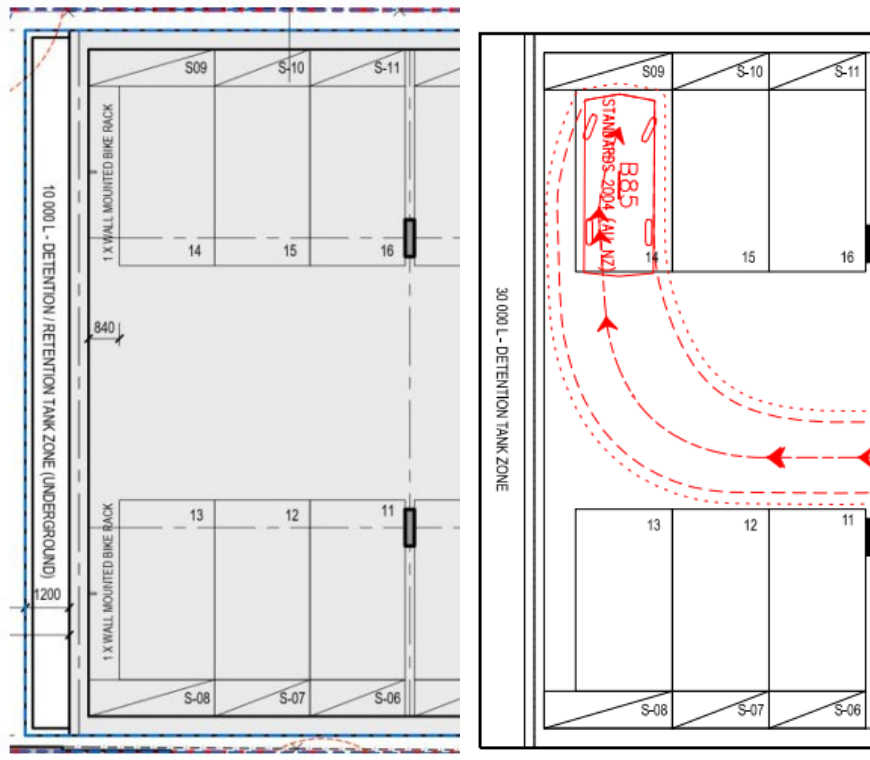 S09
S-10
S-11
1 X WALL MOUNTED BIKE RACK
14
15
16
10 000 L - DETENTION / RETENTION TANK ZONE (UNDERGROUND)
840
13
12
11
1 X WALL MOUNTED BIKE RACK
1200
S-08
S-07
S-06
S09
S-10
S-11
B85
STANDARDS 2004 (AU_NZ)
14
15
16
30 000 L - DETENTION TANK ZONE
13
12
11
S-08
S-07
S-06